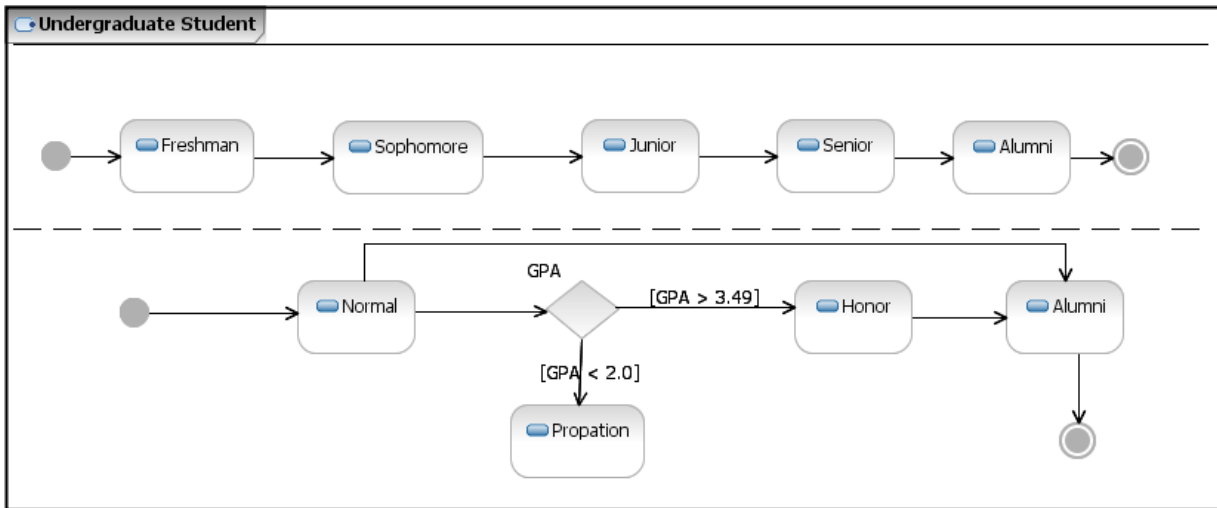 Undergraduate Student
Freshman
Sophomore
Junior
Senior
Alumni
GPA
[GPA > 3.49]
Normal
Honor
Alumni
[GPA < 2.0]
Propation